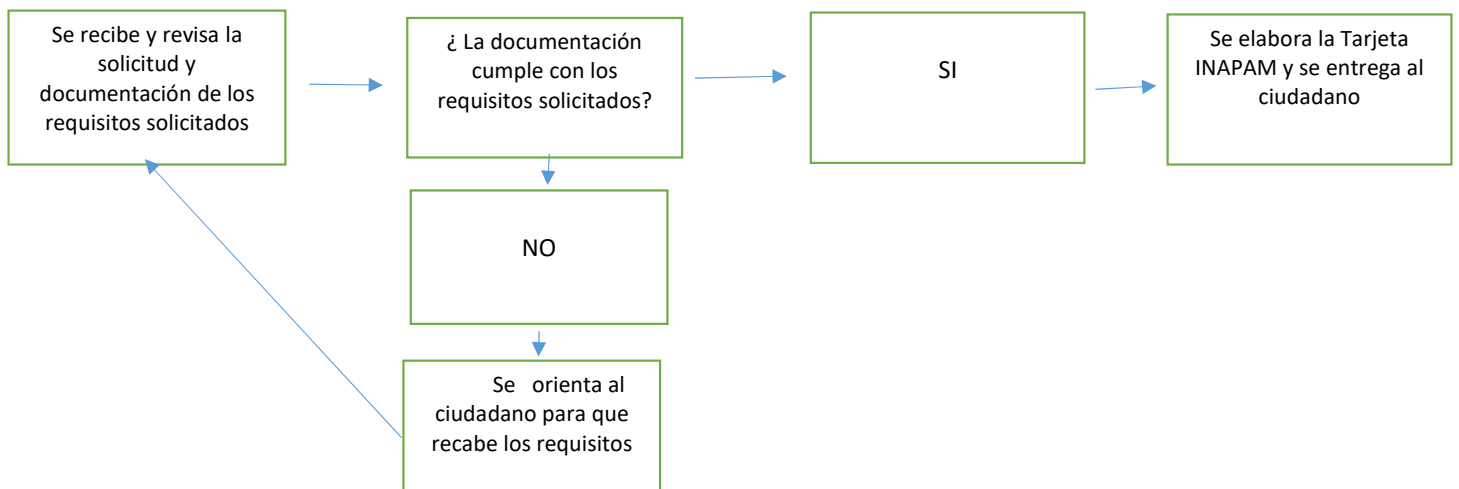 Se recibe y revisa la
solicitud y
documentación de los
requisitos solicitados
¿ La documentación
cumple con los
requisitos solicitados?
SI
Se elabora la Tarjeta
INAPAM y se entrega al
ciudadano
NO
Se orienta al
ciudadano para que
recabe los requisitos